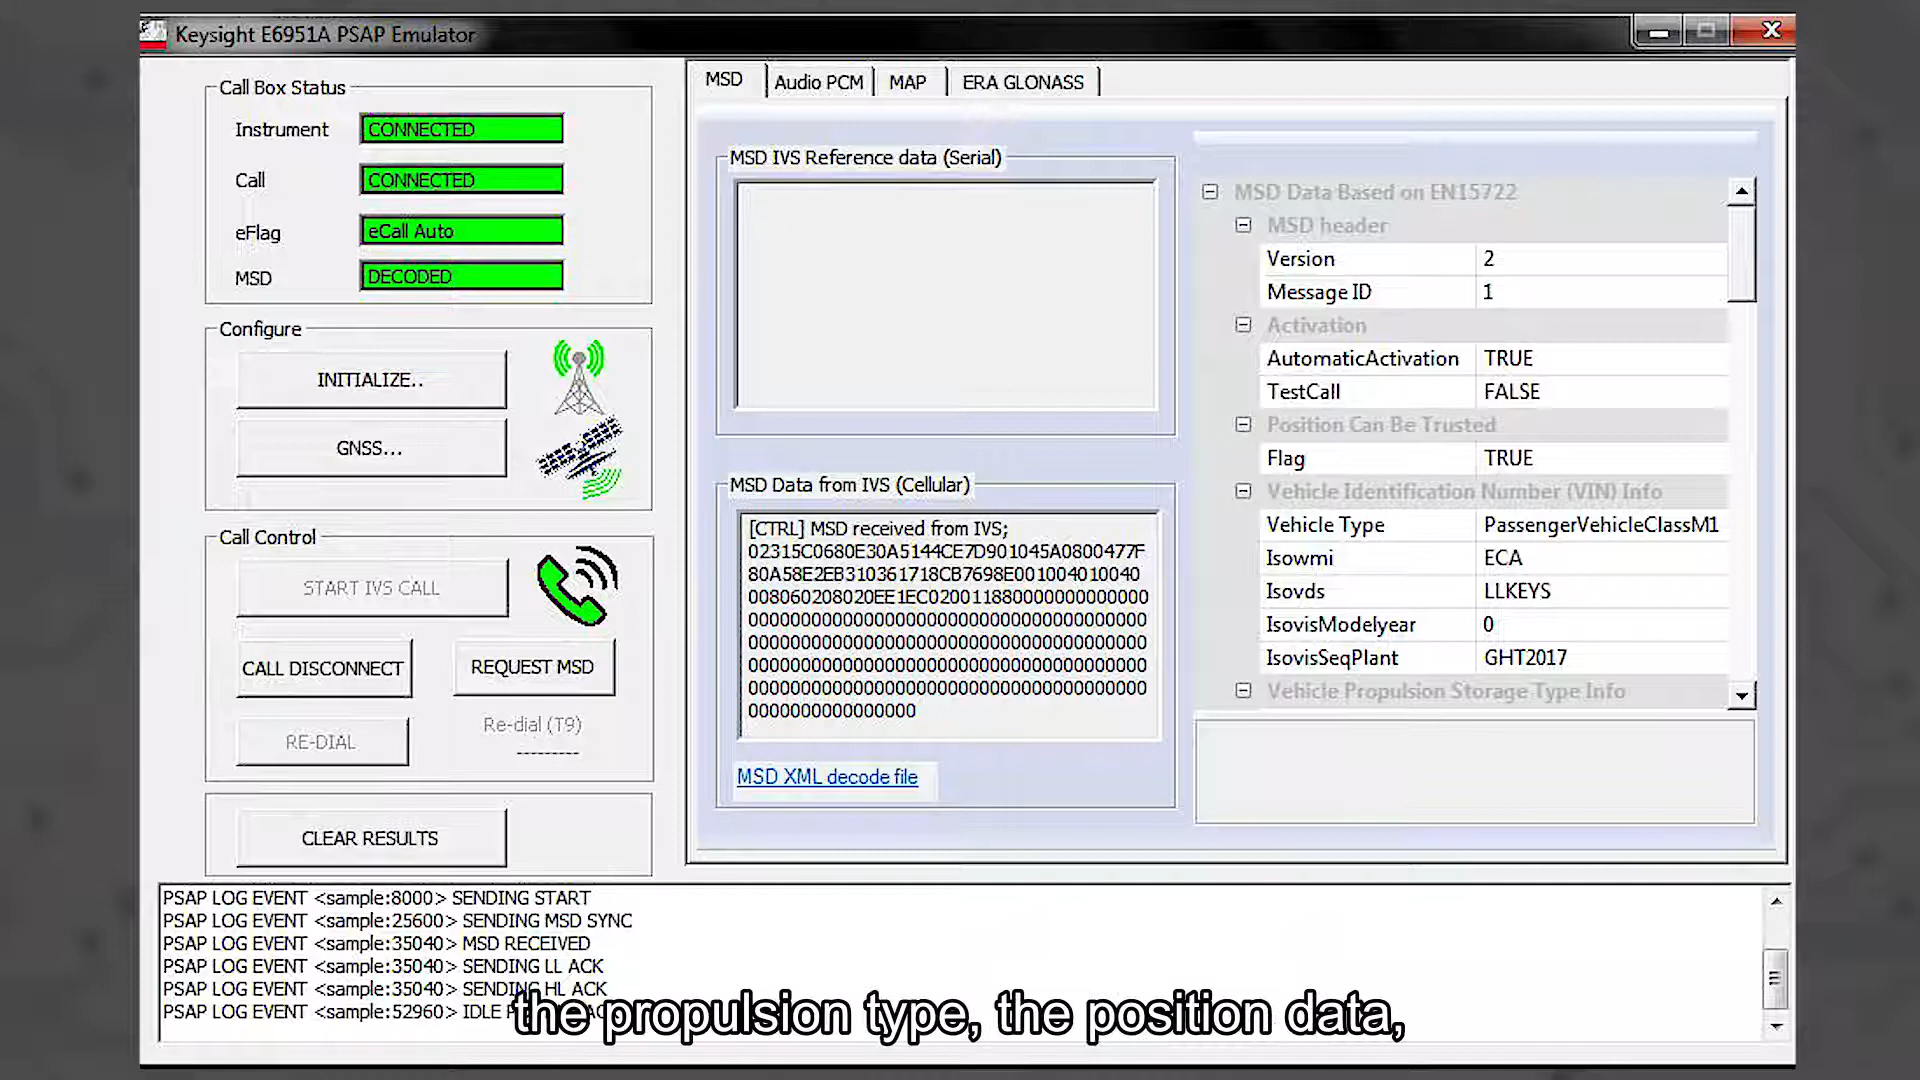 Keysight E6951A PSAP Emulator
Call Box Status
Instrument CONNECTED
Call CONNECTED
eFlag eCall Auto
MSD DECODED
Configure
INITIALIZE..
GNSS...
Call Control
START IVS CALL
CALL DISCONNECT
REQUEST MSD
RE-DIAL
Re-dial (T9)
---------
CLEAR RESULTS
MSD
Audio PCM
MAP
ERA GLONASS
MSD IVS Reference data (Serial)
MSD Data from IVS (Cellular)
[CTRL] MSD received from IVS;
02315C0680E30A5144CE7D901045A0800477F
80A58E2EB310361718CB7698E001004010040
008060208020EE1EC02001188000000000000
0000000000000000000000000000000000000
0000000000000000000000000000000000000
0000000000000000000000000000000000000
0000000000000000000000000000000000000
000000000000000
MSD XML decode file
MSD Data Based on EN15722
MSD header
Version 2
Message ID 1
Activation
AutomaticActivation TRUE
TestCall FALSE
Position Can Be Trusted
Flag TRUE
Vehicle Identification Number (VIN) Info
Vehicle Type PassengerVehicleClassM1
Isowmi ECA
Isovds LLKEYS
IsovisModelyear 0
IsovisSeqPlant GHT2017
Vehicle Propulsion Storage Type Info
PSAP LOG EVENT <sample:8000> SENDING START
PSAP LOG EVENT <sample:25600> SENDING MSD SYNC
PSAP LOG EVENT <sample:35040> MSD RECEIVED
PSAP LOG EVENT <sample:35040> SENDING LL ACK
PSAP LOG EVENT <sample:35040> SENDING HL ACK
PSAP LOG EVENT <sample:52960> IDLE
the propulsion type, the position data,